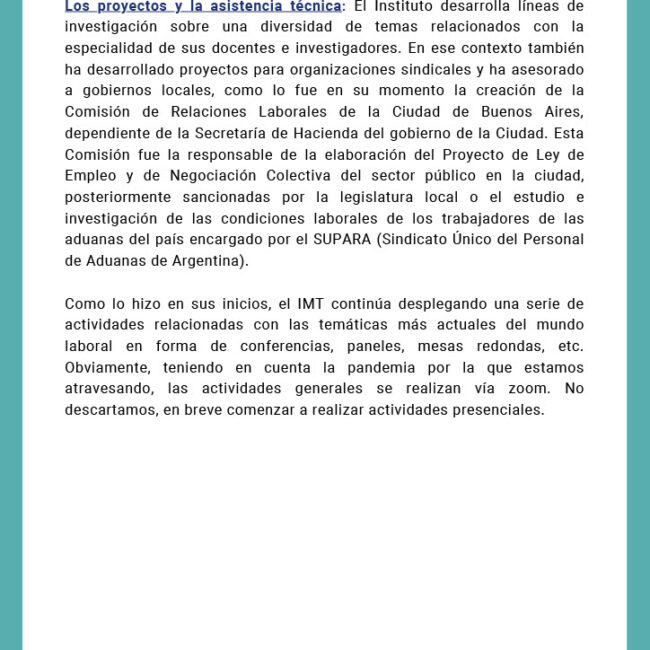 Los proyectos y la asistencia técnica: El Instituto desarrolla líneas de
investigación sobre una diversidad de temas relacionados con la
especialidad de sus docentes e investigadores. En ese contexto también
ha desarrollado proyectos para organizaciones sindicales y ha asesorado
a gobiernos locales, como lo fue en su momento la creación de la
Comisión de Relaciones Laborales de la Ciudad de Buenos Aires,
dependiente de la Secretaría de Hacienda del gobierno de la Ciudad. Esta
Comisión fue la responsable de la elaboración del Proyecto de Ley de
Empleo y de Negociación Colectiva del sector público en la ciudad,
posteriormente sancionadas por la legislatura local o el estudio e
investigación de las condiciones laborales de los trabajadores de las
aduanas del país encargado por el SUPARA (Sindicato Único del Personal
de Aduanas de Argentina).
Como lo hizo en sus inicios, el IMT continúa desplegando una serie de
actividades relacionadas con las temáticas más actuales del mundo
laboral en forma de conferencias, paneles, mesas redondas, etc.
Obviamente, teniendo en cuenta la pandemia por la que estamos
atravesando, las actividades generales se realizan vía zoom. No
descartamos, en breve comenzar a realizar actividades presenciales.